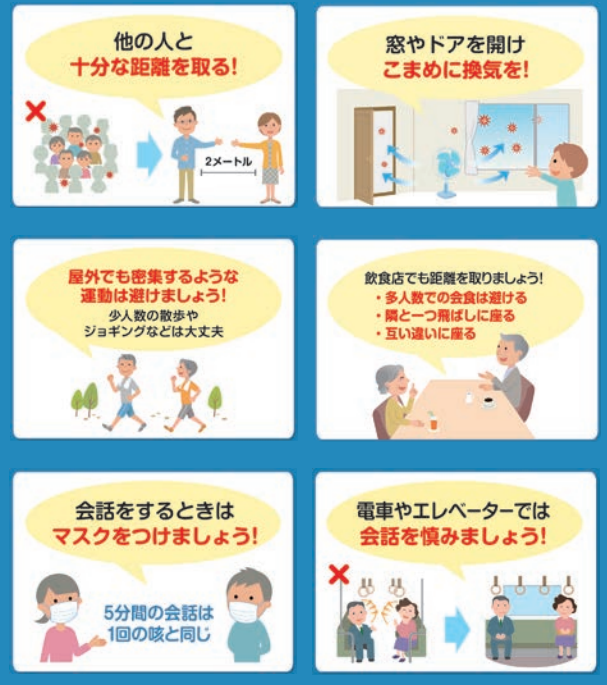 他の人と
十分な距離を取る!
2メートル
窓やドアを開け
こまめに換気を!
屋外でも密集するような
運動は避けましょう!
少人数の散歩や
ジョギングなどは大丈夫
飲食店でも距離を取りましょう!
・多人数での会食は避ける
・隣と一つ飛ばしに座る
・互い違いに座る
会話をするときは
マスクをつけましょう!
5分間の会話は
1回の咳と同じ
電車やエレベーターでは
会話を慎みましょう!